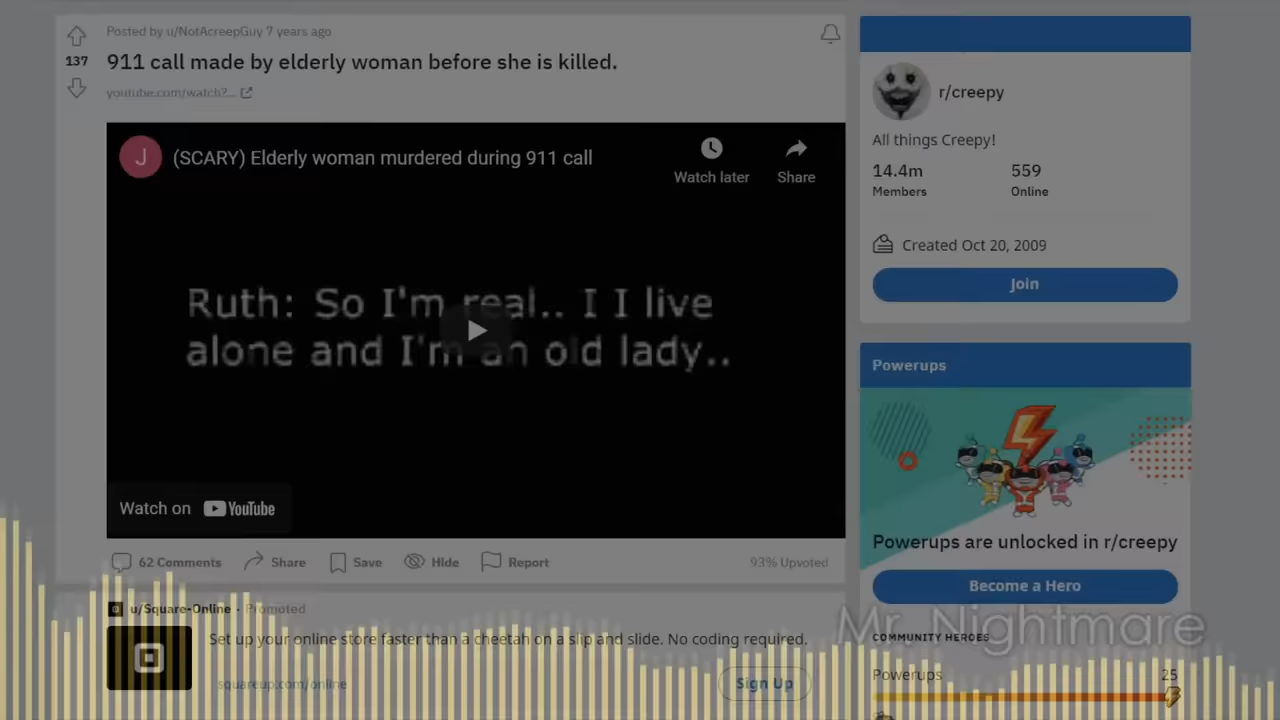 Posted by u/NotAcreepGuy 7 years ago
137
911 call made by elderly woman before she is killed.
youtube.com/watch?...
J
(SCARY) Elderly woman murdered during 911 call
Watch later
Share
Ruth: So I'm real.. I I live
alone and I'm an old lady..
Watch on YouTube
62 Comments
Share
Save
Hide
Report
93% Upvoted
u/Square-Online · Promoted
Set up your online store faster than a cheetah on a slip and slide. No coding required.
squareup.com/online
Sign Up
r/creepy
All things Creepy!
14.4m
559
Members
Online
Created Oct 20, 2009
Join
Powerups
Powerups are unlocked in r/creepy
Become a Hero
Mr. Nightmare
COMMUNITY HEROES
Powerups
25